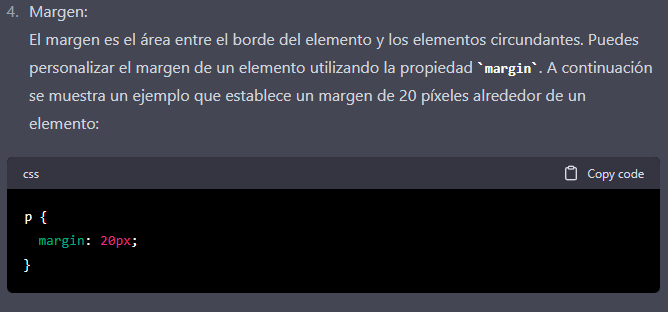 4. Margen:
El margen es el área entre el borde del elemento y los elementos circundantes. Puedes
personalizar el margen de un elemento utilizando la propiedad `margin`. A continuación
se muestra un ejemplo que establece un margen de 20 píxeles alrededor de un
elemento:
css Copy code
p {
  margin: 20px;
}